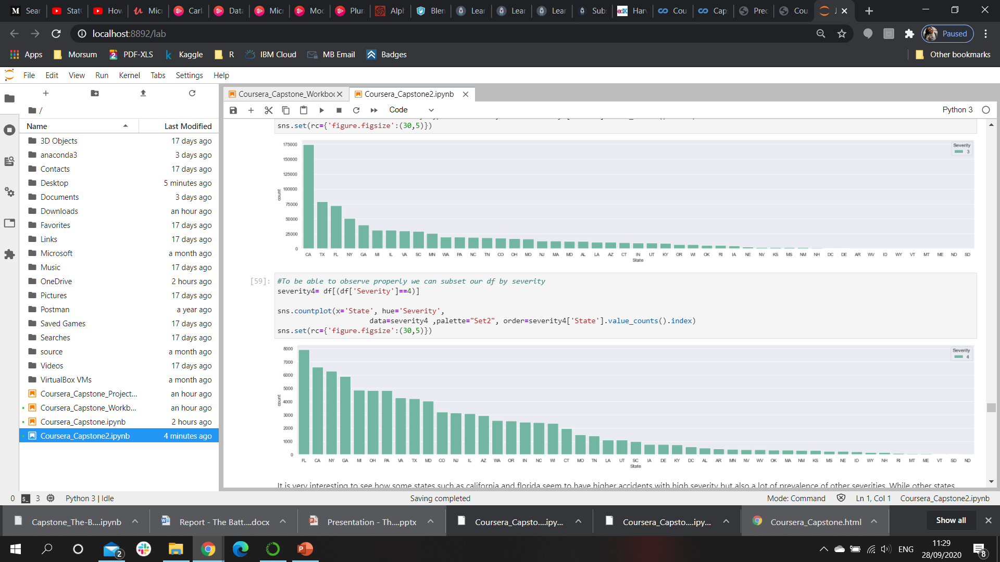 Sear
Stat
How
Micr
Carl
Data
Micr
Mod
Plur
Alph
Blen
Lear
Lear
Lear
Sub
Harv
Cou
Cap
Prec
Cou
J
localhost:8892/lab
Paused
Apps Morsum PDF-XLS Kaggle R IBM Cloud MB Email Badges Other bookmarks
File Edit View Run Kernel Tabs Settings Help
/
Name Last Modified
3D Objects 17 days ago
anaconda3 3 days ago
Contacts 17 days ago
Desktop 5 minutes ago
Documents 3 days ago
Downloads an hour ago
Favorites 17 days ago
Links 17 days ago
Microsoft a month ago
Music 17 days ago
OneDrive 2 hours ago
Pictures 17 days ago
Postman a year ago
Saved Games 17 days ago
Searches 17 days ago
source a month ago
Videos 17 days ago
VirtualBox VMs a month ago
Coursera_Capstone_Project... an hour ago
Coursera_Capstone_Workb... an hour ago
Coursera_Capstone.ipynb 2 hours ago
Coursera_Capstone2.ipynb 4 minutes ago
Coursera_Capstone_Workboo Coursera_Capstone2.ipynb
Code Python 3
sns.set(rc={'figure.figsize':(30,5)})
175000
150000
125000
100000
75000
50000
25000
0
count
Severity
3
CA TX FL NY GA MI IL VA SC MN WA PA NC TN CO OH MO NJ MA MD AL LA AZ CT IN UT KY OR WI OK RI IA NE NV KS MS NM NH DC DE AR WV ID WY VT MT ME ND SD
State
[59]: #To be able to observe properly we can subset our df by severity
severity4= df[(df['Severity']==4)]
sns.countplot(x='State', hue='Severity',
data=severity4 ,palette="Set2", order=severity4['State'].value_counts().index)
sns.set(rc={'figure.figsize':(30,5)})
8000
7000
6000
5000
4000
3000
2000
1000
0
count
Severity
4
FL CA NY GA MI OH PA VA TX MD CO NJ IL AZ WA OR IN NC WI CT MO TN LA UT SC IA DE KY DC AL AR MN NV WV OK MA NM KS MS NE ID WY NH RI MT ME VT SD ND
State
It is very interesting to see how some states such as california and florida seem to have higher accidents with high severity but also a lot of prevalence of other severities. While other states
0 3 Python 3 | Idle Saving completed Mode: Command Ln 1, Col 1 Coursera_Capstone2.ipynb
Capstone_The-B....ipynb Report - The Batt....docx Presentation - Th....pptx Coursera_Capsto....ipy... Coursera_Capsto....ipy... Coursera_Capstone.html Show all
2
ENG
11:29
28/09/2020
8